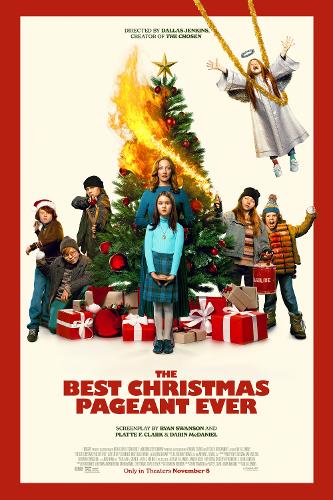 DIRECTED BY DALLAS JENKINS,
CREATOR OF THE CHOSEN
THE
BEST CHRISTMAS
PAGEANT EVER
SCREENPLAY BY RYAN SWANSON AND
PLATTE F. CLARK & DARIN McDANIEL
Only in Theaters November 8